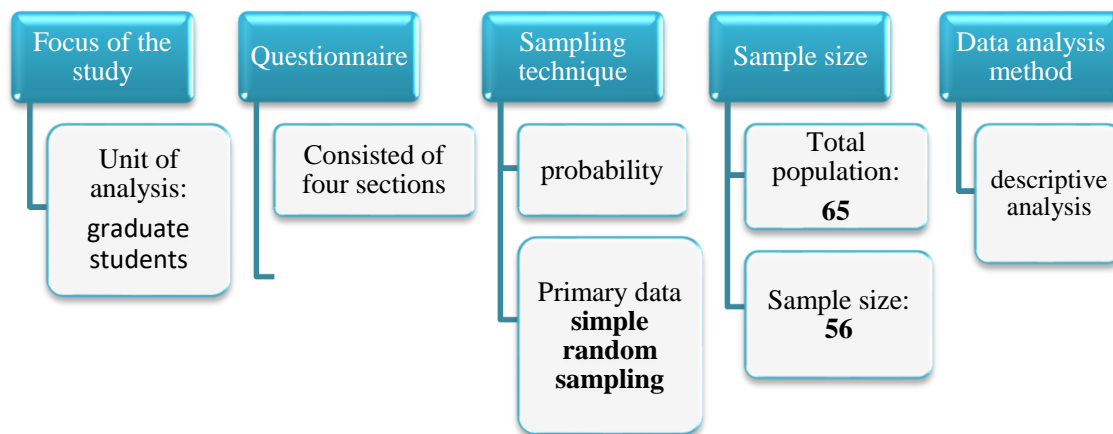 Focus of the
study
Unit of
analysis:
graduate
students
Questionnaire
Consisted of
four sections
Sampling
technique
probability
Primary data
simple
random
sampling
Sample size
Total
population:
65
Sample size:
56
Data analysis
method
descriptive
analysis